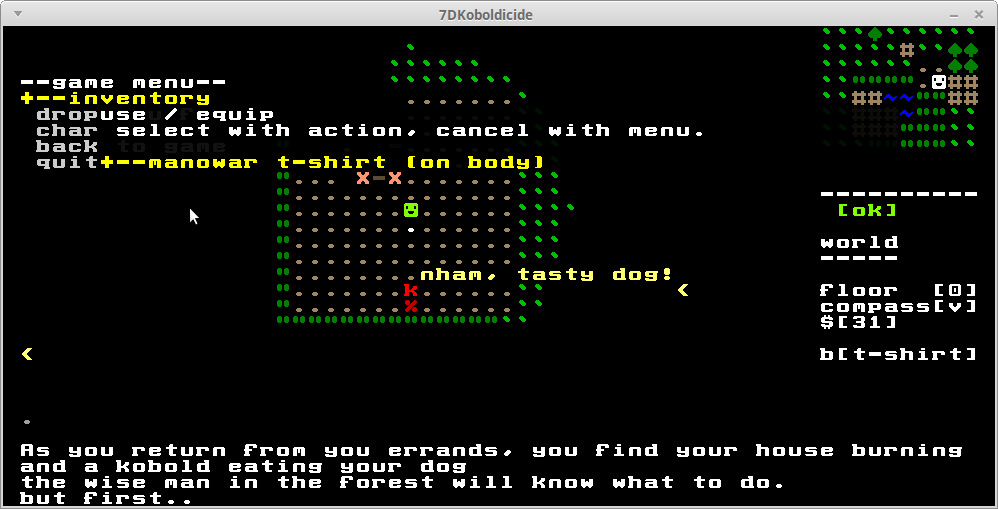 7DKoboldicide
--game menu--
+--inventory
dropuse / equip
char select with action, cancel with menu.
back to game
quit+--manowar t-shirt (on body)
[ok]
world
nham, tasty dog!
k
floor [0]
compass[v]
$[31]
b[t-shirt]
As you return from you errands, you find your house burning
and a kobold eating your dog
the wise man in the forest will know what to do.
but first..